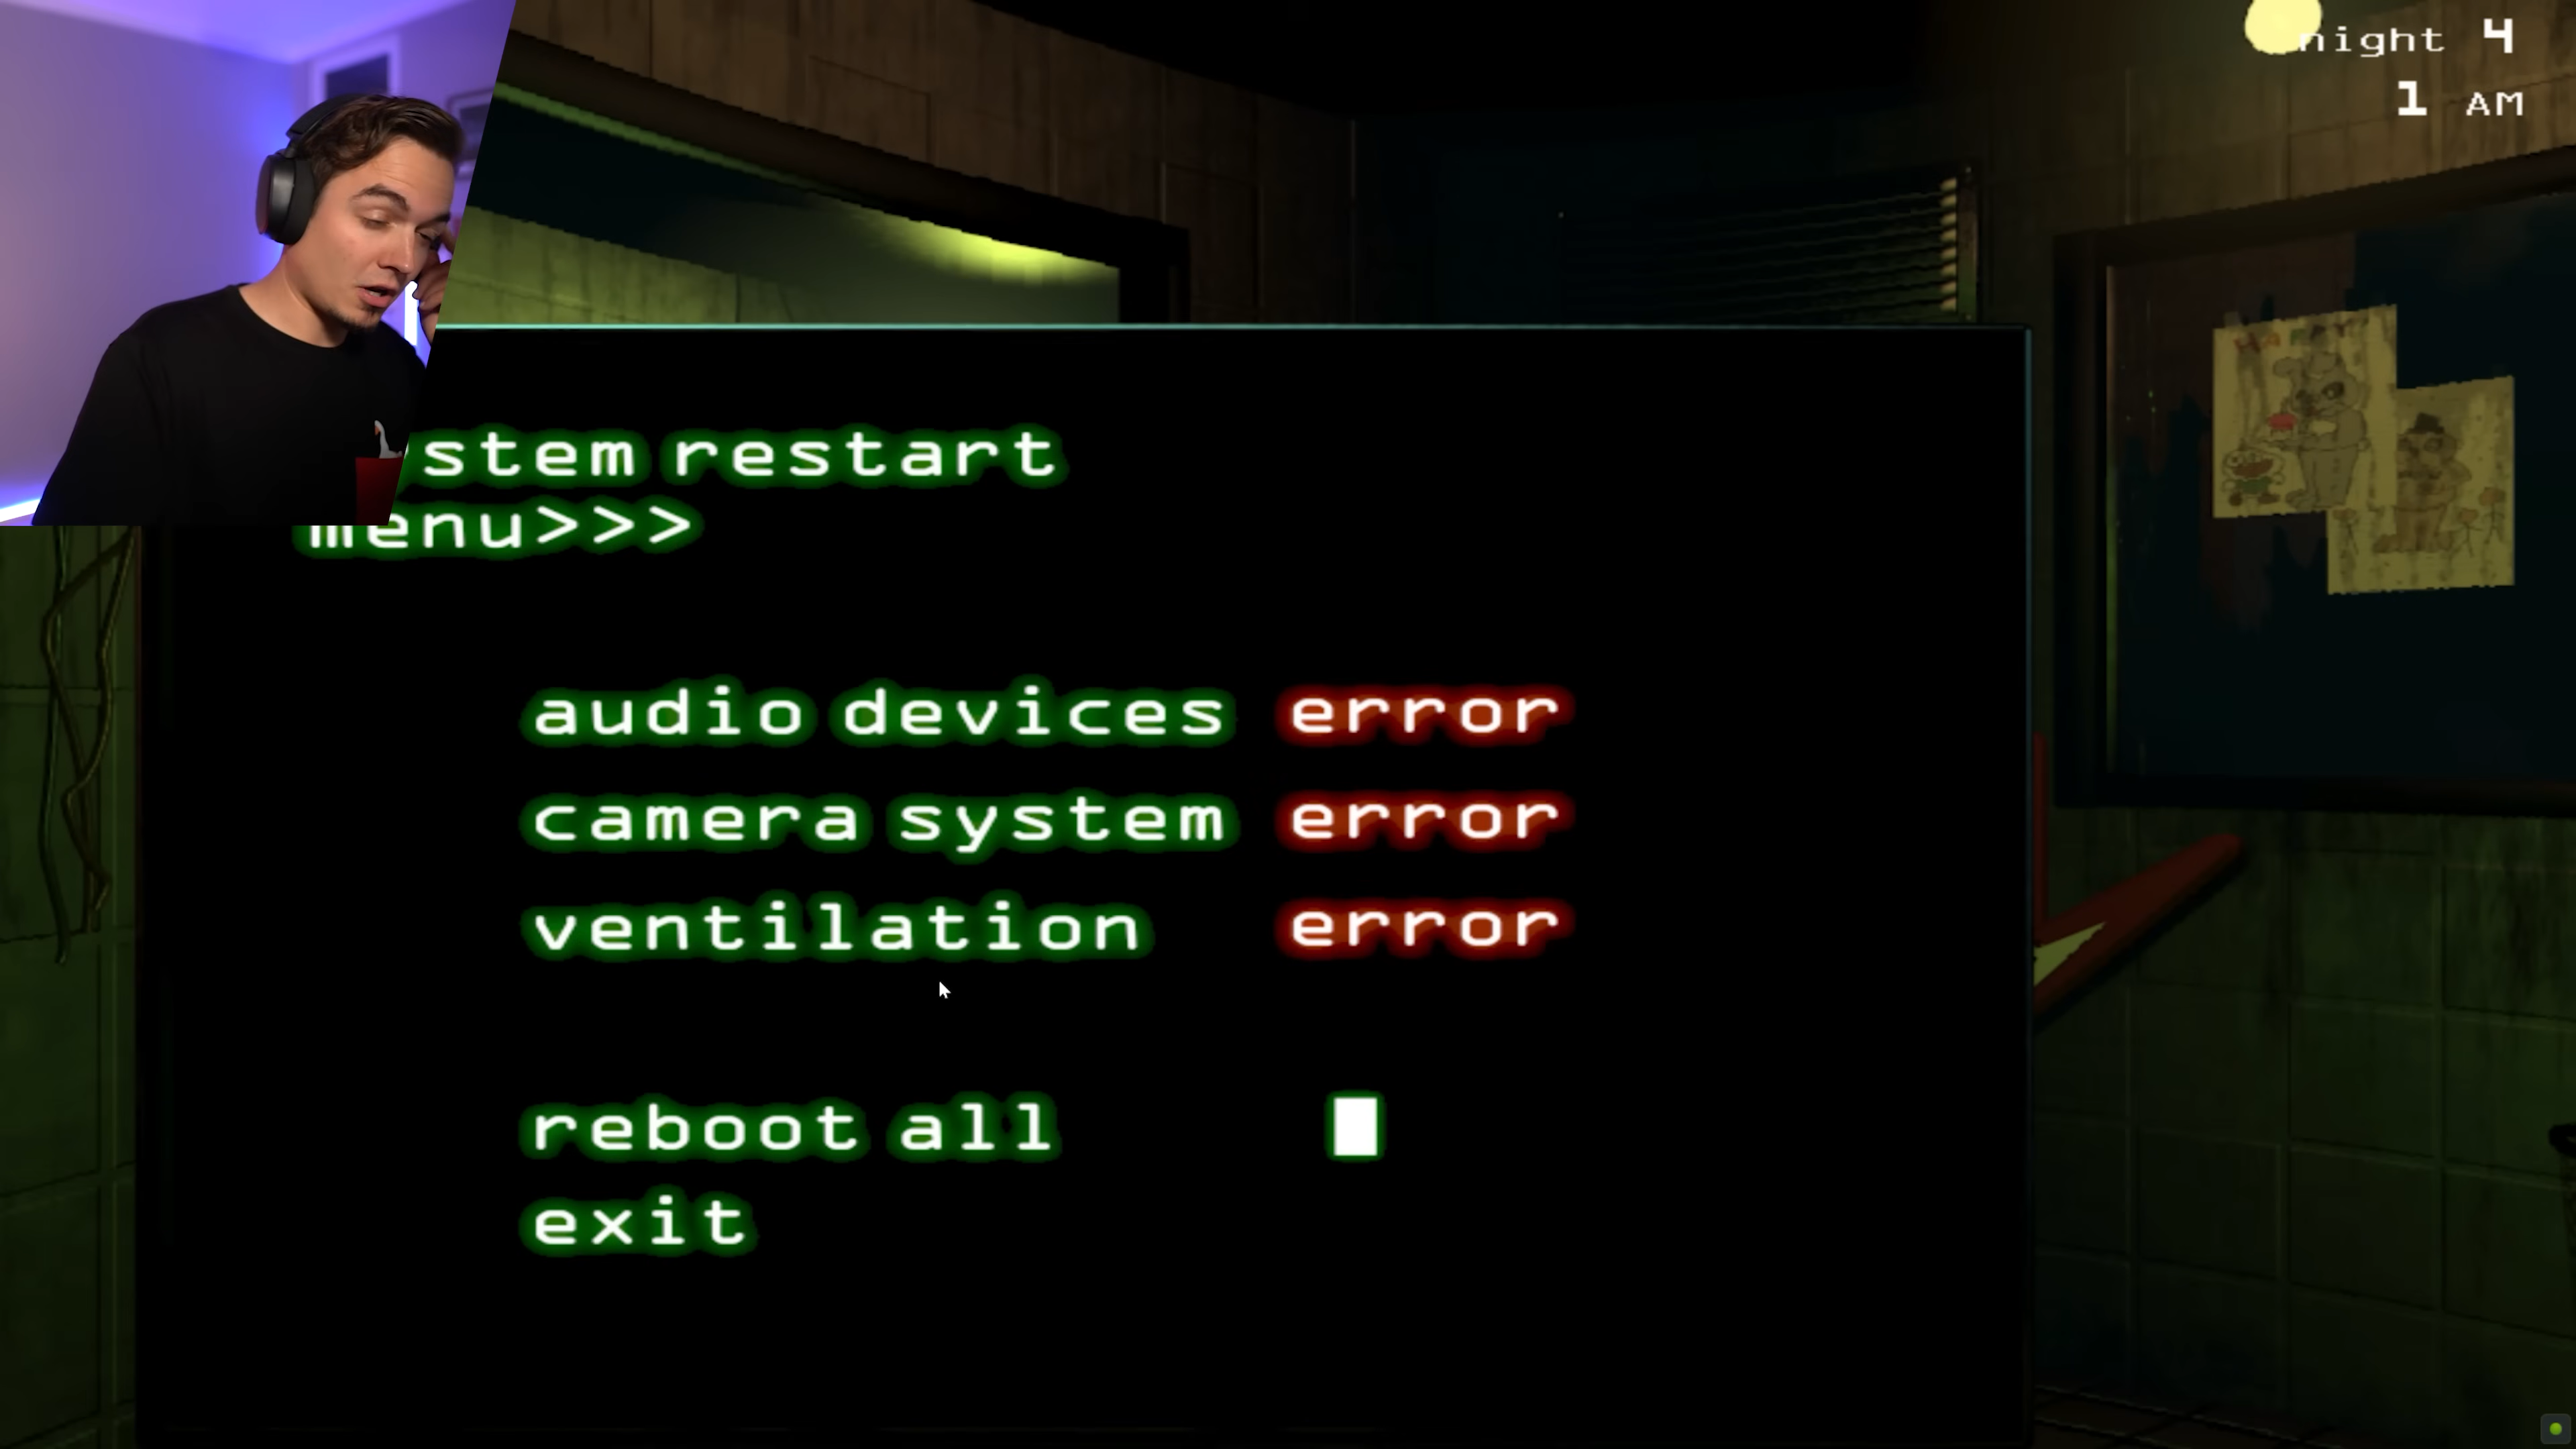 night 4
1 AM
stem restart
menu>>>
audio devices error
camera system error
ventilation error
reboot all
exit